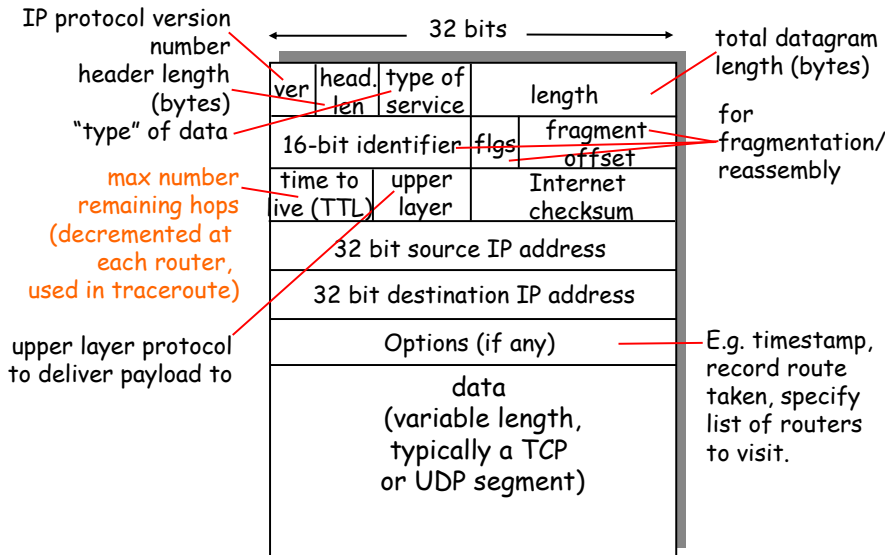 IP protocol version
number
header length
(bytes)
“type” of data
max number
remaining hops
(decremented at
each router,
used in traceroute)
upper layer protocol
to deliver payload to
32 bits
ver
head.
len
type of
service
length
16-bit identifier
flgs
fragment
offset
time to
live (TTL)
upper
layer
Internet
checksum
32 bit source IP address
32 bit destination IP address
Options (if any)
data
(variable length,
typically a TCP
or UDP segment)
total datagram
length (bytes)
for
fragmentation/
reassembly
E.g. timestamp,
record route
taken, specify
list of routers
to visit.